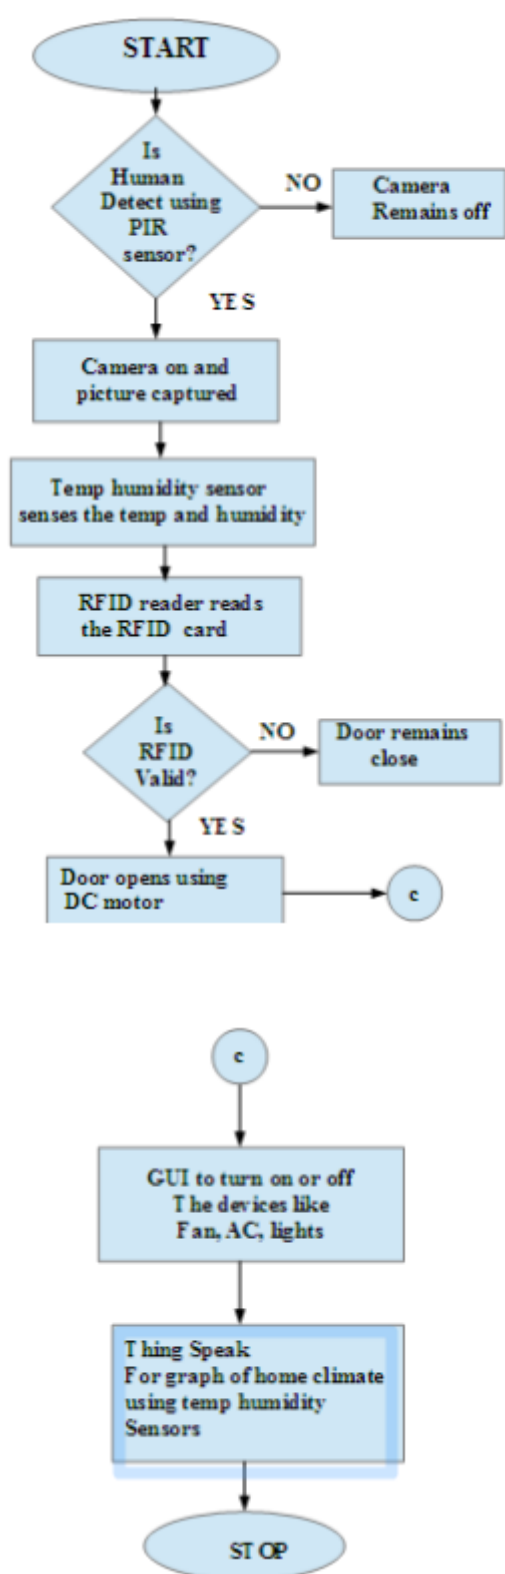 START
Is
Human
Detect using
PIR
sensor?
NO
Camera
Remains off
YES
Camera on and
picture captured
Temp humidity sensor
senses the temp and humidity
RFID reader reads
the RFID card
Is
RFID
Valid?
NO
Door remains
close
YES
Door opens using
DC motor
c
c
GUI to turn on or off
The devices like
Fan, AC, lights
Thing Speak
For graph of home climate
using temp humidity
Sensors
STOP